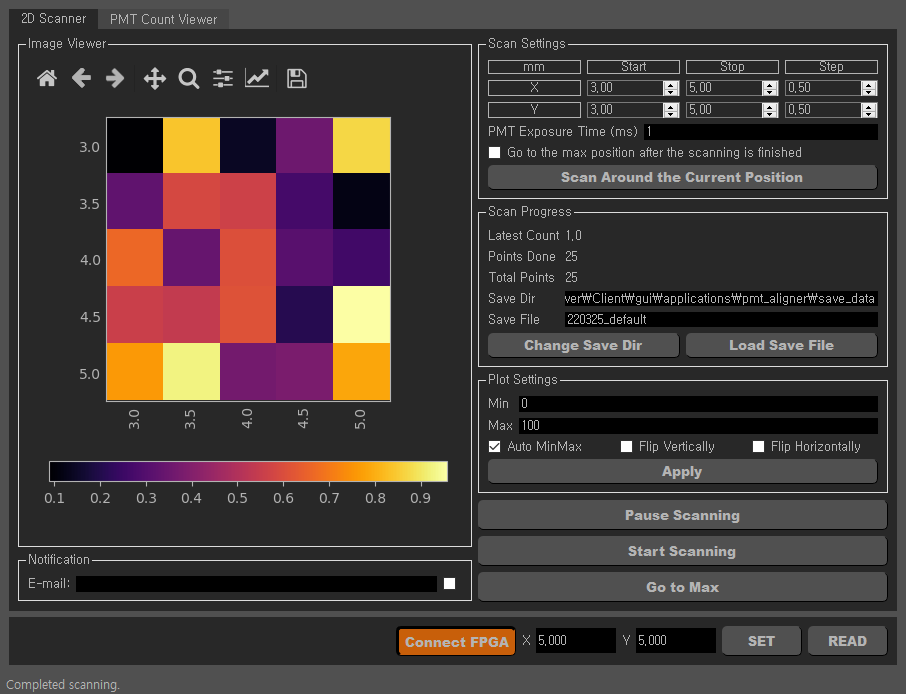 2D Scanner PMT Count Viewer
Image Viewer
3.0
3.5
4.0
4.5
5.0
3.0 3.5 4.0 4.5 5.0
0.1 0.2 0.3 0.4 0.5 0.6 0.7 0.8 0.9
Notification
E-mail:
Scan Settings
mm Start Stop Step
X 3,00 5,00 0,50
Y 3,00 5,00 0,50
PMT Exposure Time (ms) 1
Go to the max position after the scanning is finished
Scan Around the Current Position
Scan Progress
Latest Count 1,0
Points Done 25
Total Points 25
Save Dir ver₩Client₩gui₩applications₩pmt_aligner₩save_data
Save File 220325_default
Change Save Dir Load Save File
Plot Settings
Min 0
Max 100
Auto MinMax Flip Vertically Flip Horizontally
Apply
Pause Scanning
Start Scanning
Go to Max
Connect FPGA X 5,000 Y 5,000 SET READ
Completed scanning.